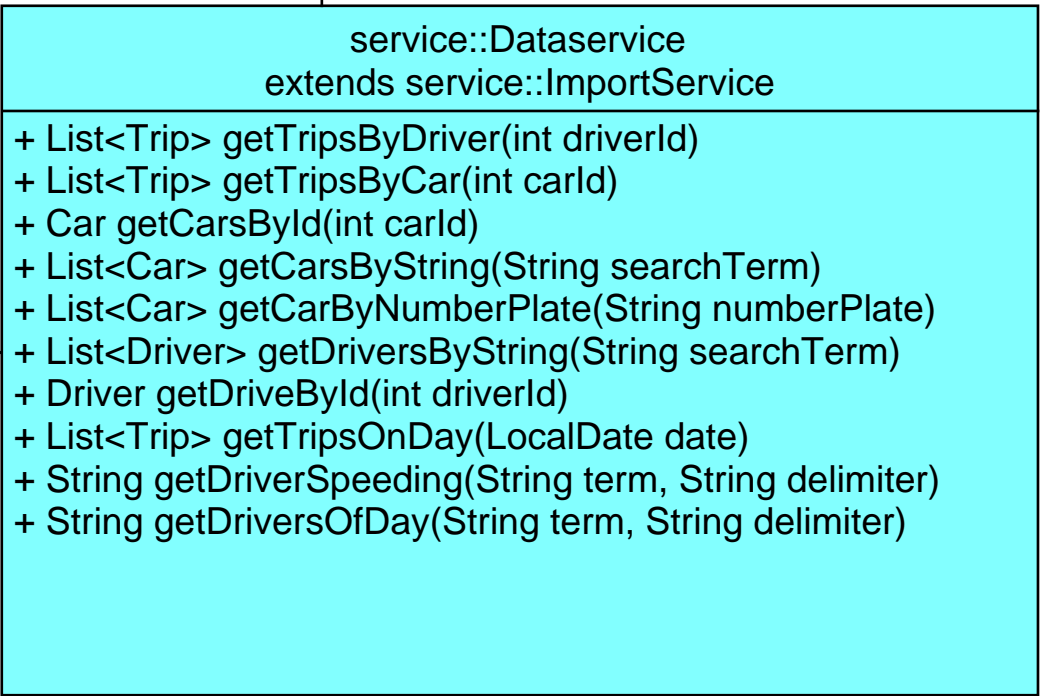 service::Dataservice
extends service::ImportService
+ List<Trip> getTripsByDriver(int driverId)
+ List<Trip> getTripsByCar(int carId)
+ Car getCarsById(int carId)
+ List<Car> getCarsByString(String searchTerm)
+ List<Car> getCarByNumberPlate(String numberPlate)
+ List<Driver> getDriversByString(String searchTerm)
+ Driver getDriveById(int driverId)
+ List<Trip> getTripsOnDay(LocalDate date)
+ String getDriverSpeeding(String term, String delimiter)
+ String getDriversOfDay(String term, String delimiter)